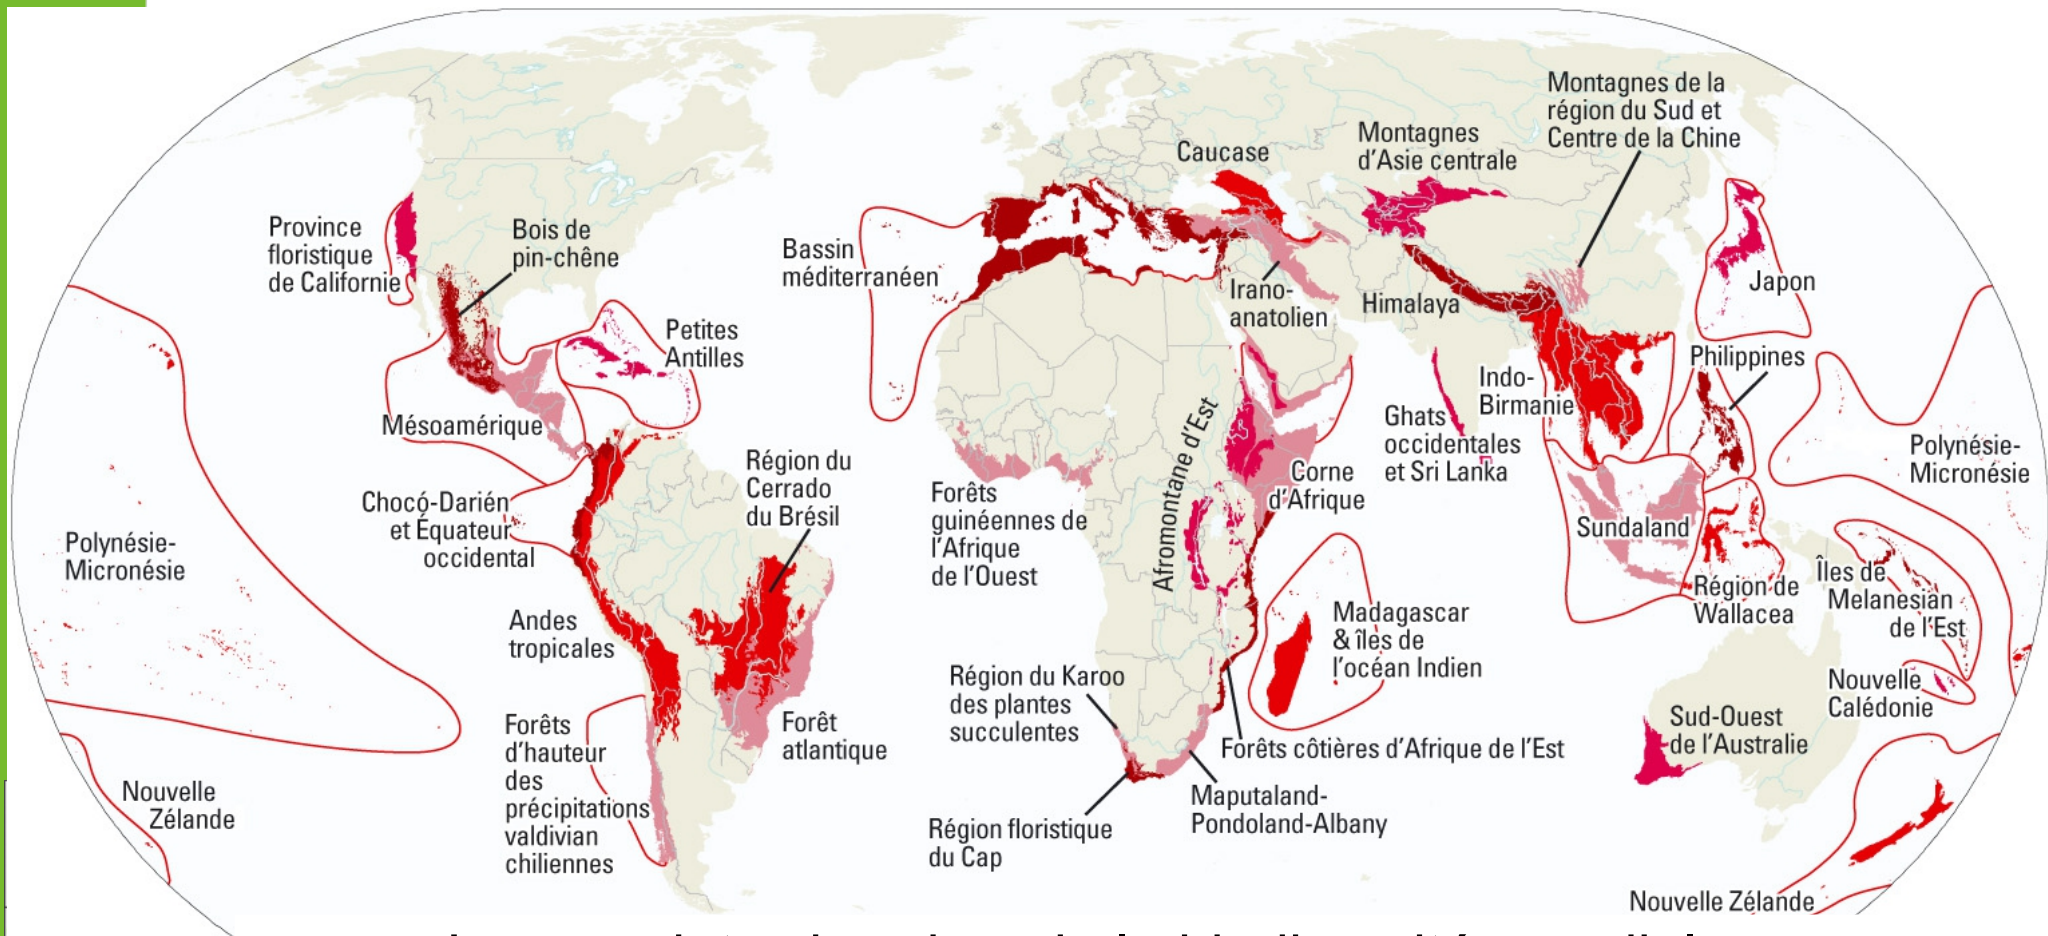 Montagnes de la
région du Sud et
Centre de la Chine
Montagnes
d'Asie centrale
Caucase
Province
floristique
de Californie
Bois de
pin-chêne
Bassin
méditerranéen
Irano-
anatolien
Himalaya
Japon
Petites
Antilles
Philippines
Indo-
Birmanie
Ghats
occidentales
et Sri Lanka
Mésoamérique
Afromontane d'Est
Polynésie-
Micronésie
Région du
Cerrado
du Brésil
Corne
d'Afrique
Forêts
guinéennes de
l'Afrique
de l'Ouest
Chocó-Darién
et Équateur
occidental
Sundaland
Polynésie-
Micronésie
Îles de
Melanesian
de l'Est
Région de
Wallacea
Andes
tropicales
Madagascar
& îles de
l'océan Indien
Région du Karoo
des plantes
succulentes
Nouvelle
Calédonie
Sud-Ouest
de l'Australie
Forêts
d'hauteur
des
précipitations
valdivian
chiliennes
Forêt
atlantique
Forêts côtières d'Afrique de l'Est
Nouvelle
Zélande
Maputaland-
Pondoland-Albany
Région floristique
du Cap
Nouvelle Zélande